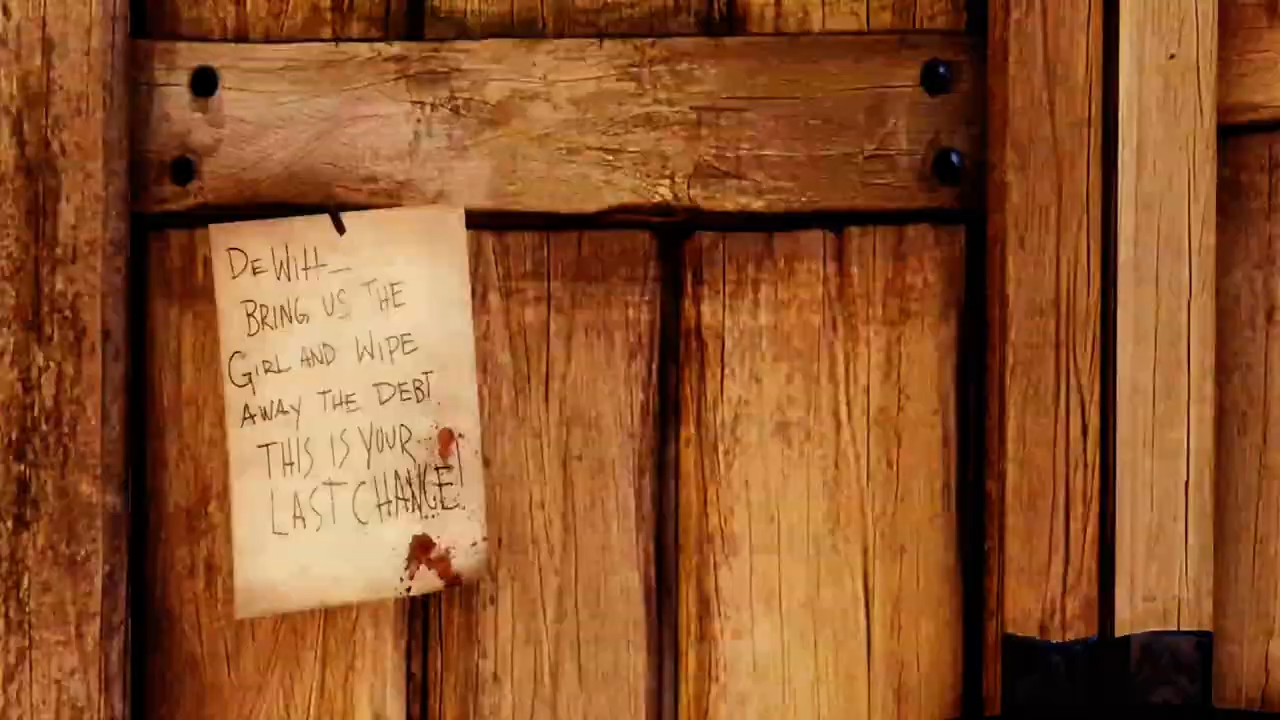 DEWITT—
BRING US THE
GIRL AND WIPE
AWAY THE DEBT.
THIS IS YOUR
LAST CHANCE!